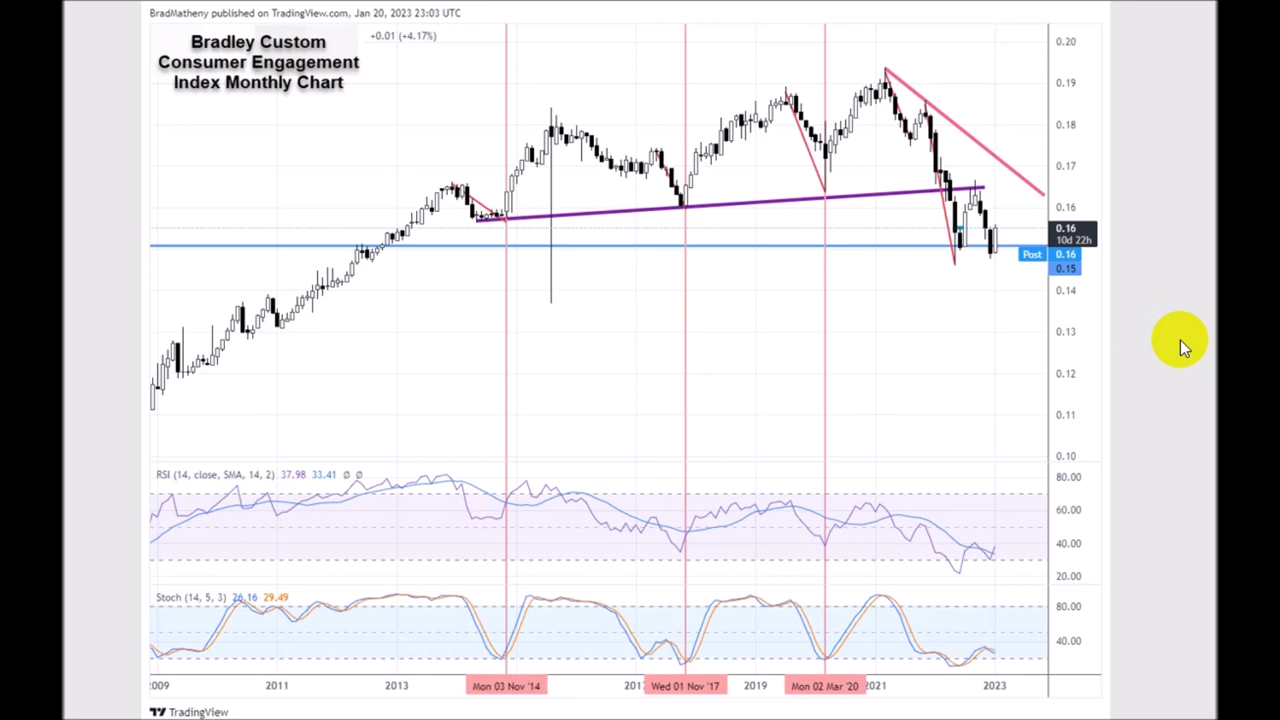 BradMatheny published on TradingView.com, Jan 20, 2023 23:03 UTC
+0.01 (+4.17%)
Bradley Custom
Consumer Engagement
Index Monthly Chart
0.20
0.19
0.18
0.17
0.16
0.16
10d 22h
Post 0.16
0.15
0.14
0.13
0.12
0.11
0.10
RSI (14, close, SMA, 14, 2) 37.98 33.41 ∅ ∅
80.00
60.00
40.00
20.00
Stoch (14, 5, 3) 26.16 29.49
80.00
40.00
2009 2011 2013 Mon 03 Nov '14 2017 Wed 01 Nov '17 2019 Mon 02 Mar '20 2021 2023
TradingView